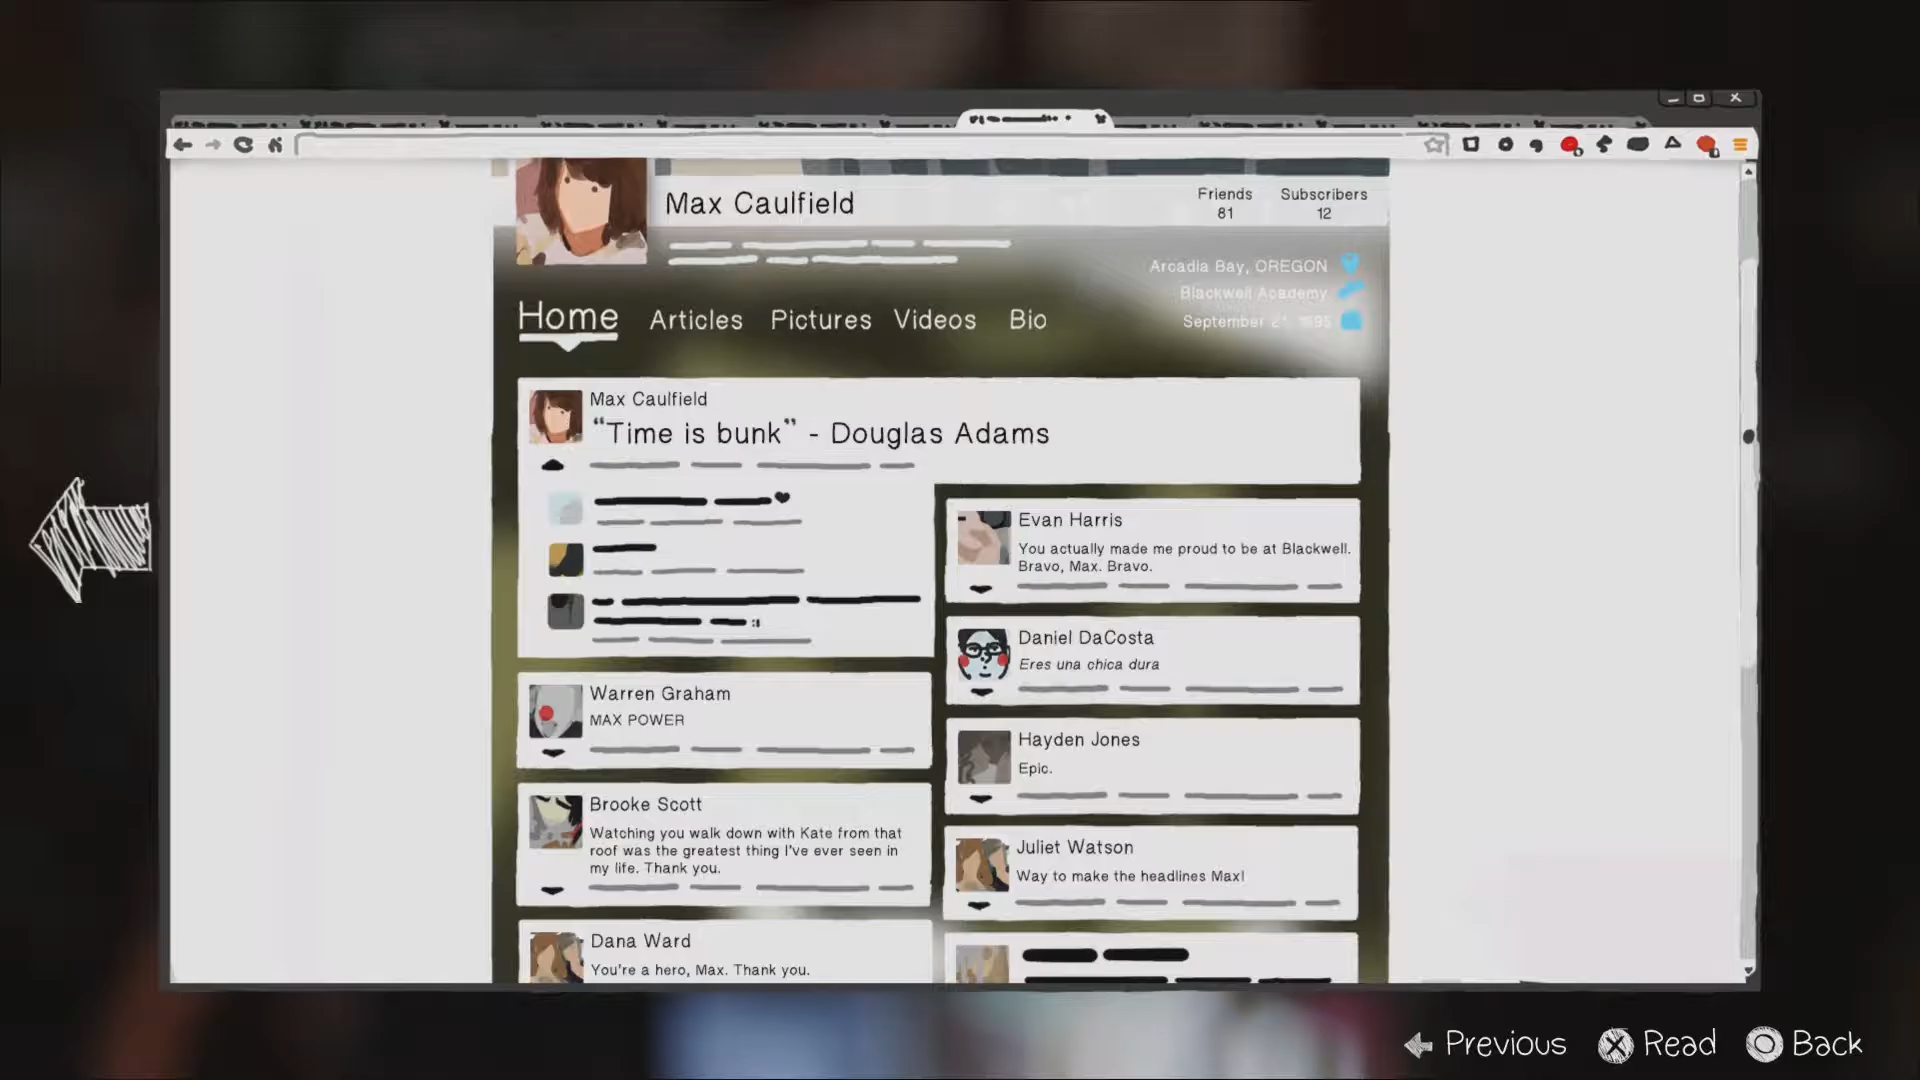 Max Caulfield
Friends
81
Subscribers
12
Arcadia Bay, OREGON
Blackwell Academy
September 21, 1995
Home Articles Pictures Videos Bio
Max Caulfield
“Time is bunk” - Douglas Adams
Warren Graham
MAX POWER
Brooke Scott
Watching you walk down with Kate from that
roof was the greatest thing I've ever seen in
my life. Thank you.
Dana Ward
You're a hero, Max. Thank you.
Evan Harris
You actually made me proud to be at Blackwell.
Bravo, Max. Bravo.
Daniel DaCosta
Eres una chica dura
Hayden Jones
Epic.
Juliet Watson
Way to make the headlines Max!
Previous
Read
Back